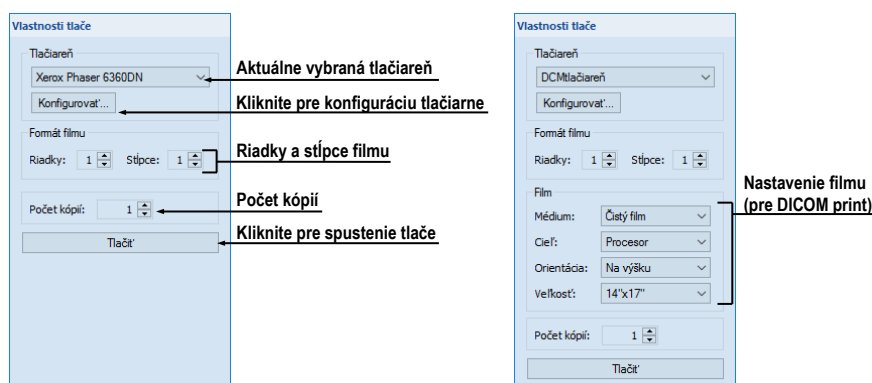 Vlastnosti tlače
Tlačiareň
Xerox Phaser 6360DN
Aktuálne vybraná tlačiareň
Konfigurovať...
Kliknite pre konfiguráciu tlačiarne
Formát filmu
Riadky: 1 Stĺpce: 1
Riadky a stĺpce filmu
Počet kópií: 1
Počet kópií
Tlačiť
Kliknite pre spustenie tlače
Vlastnosti tlače
Tlačiareň
DCMtlačiareň
Konfigurovať...
Formát filmu
Riadky: 1 Stĺpce: 1
Film
Médium: Čistý film
Cieľ: Procesor
Orientácia: Na výšku
Veľkosť: 14"x17"
Nastavenie filmu
(pre DICOM print)
Počet kópií: 1
Tlačiť